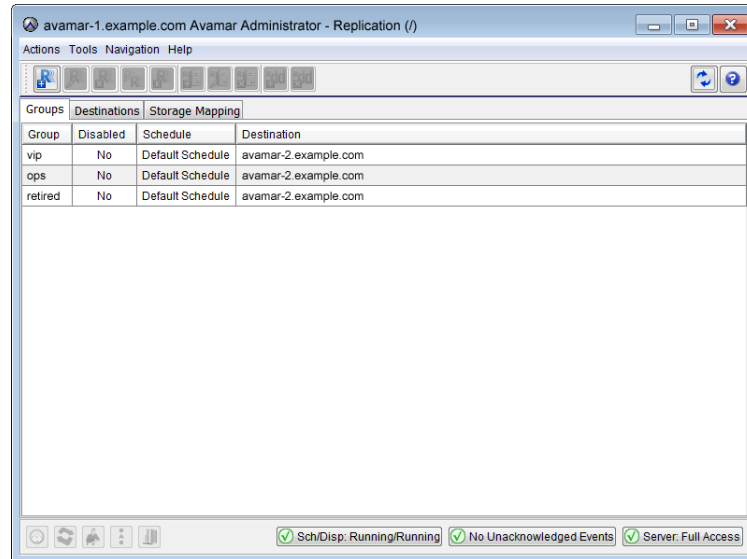 avamar-1.example.com Avamar Administrator - Replication (/)
Actions Tools Navigation Help
Groups Destinations Storage Mapping
Group Disabled Schedule Destination
vip No Default Schedule avamar-2.example.com
ops No Default Schedule avamar-2.example.com
retired No Default Schedule avamar-2.example.com
Sch/Disp: Running/Running No Unacknowledged Events Server: Full Access